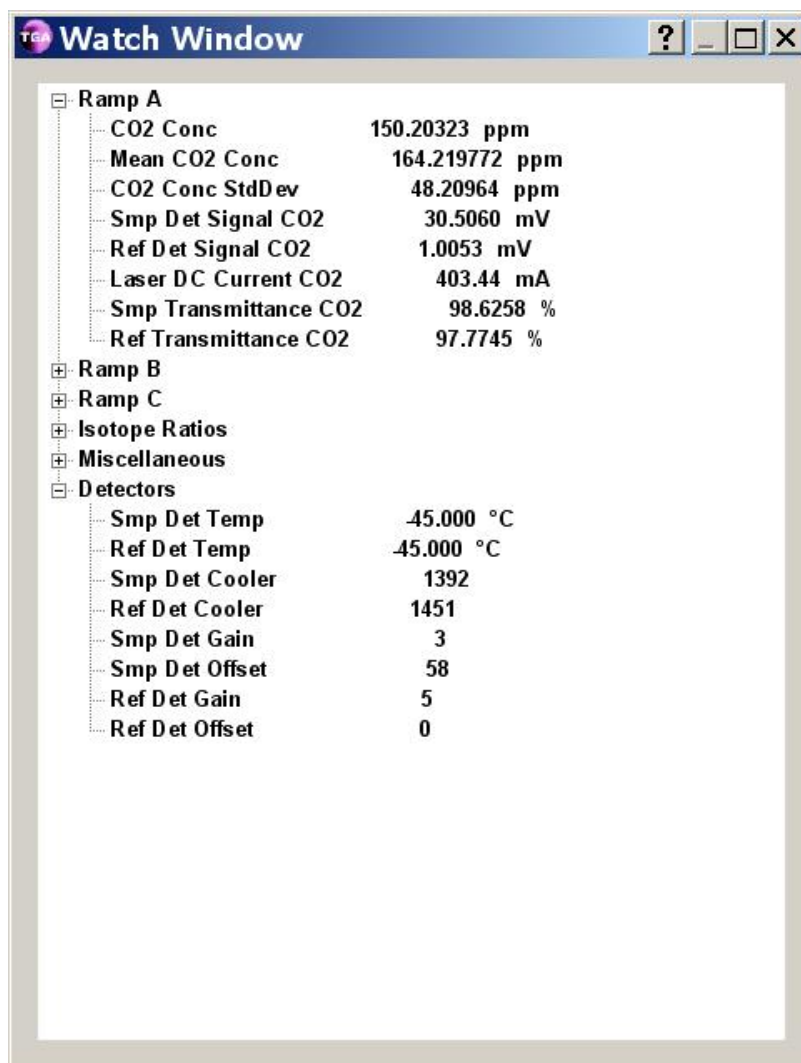 TGA Watch Window ? _ □ ×
Ramp A
CO2 Conc 150.20323 ppm
Mean CO2 Conc 164.219772 ppm
CO2 Conc StdDev 48.20964 ppm
Smp Det Signal CO2 30.5060 mV
Ref Det Signal CO2 1.0053 mV
Laser DC Current CO2 403.44 mA
Smp Transmittance CO2 98.6258 %
Ref Transmittance CO2 97.7745 %
Ramp B
Ramp C
Isotope Ratios
Miscellaneous
Detectors
Smp Det Temp -45.000 °C
Ref Det Temp -45.000 °C
Smp Det Cooler 1392
Ref Det Cooler 1451
Smp Det Gain 3
Smp Det Offset 58
Ref Det Gain 5
Ref Det Offset 0